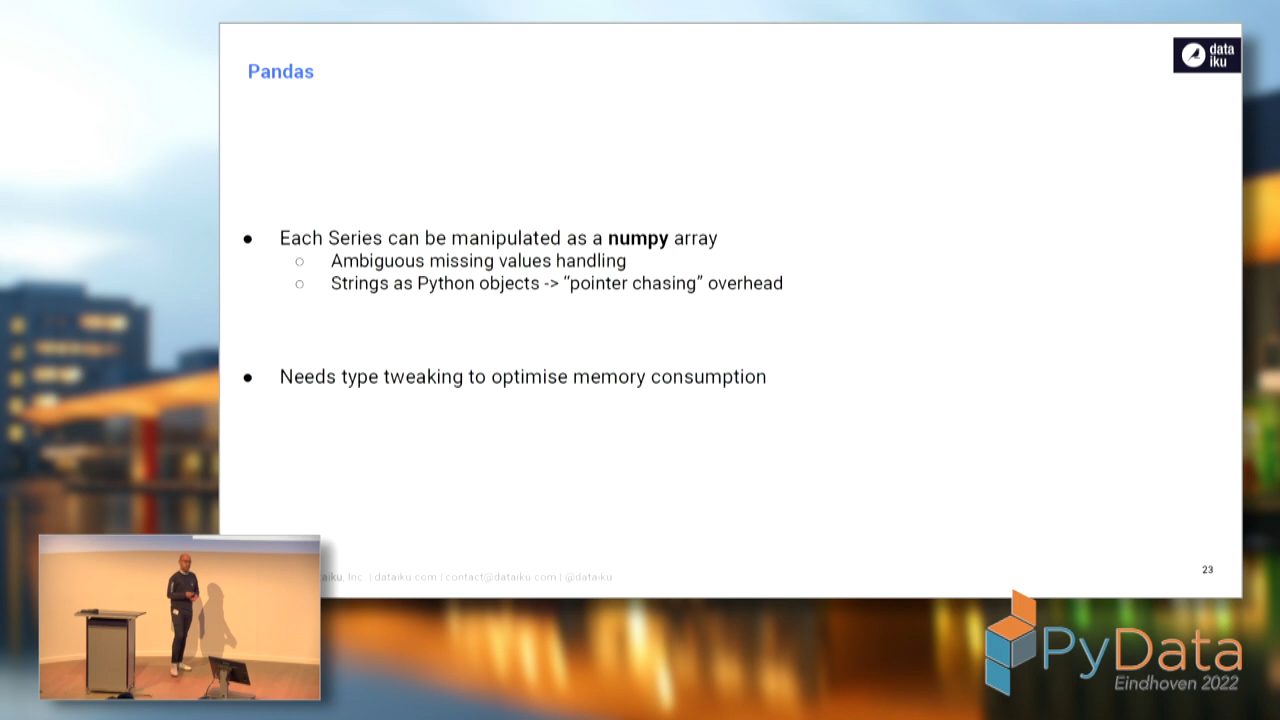 Pandas
data
iku
● Each Series can be manipulated as a numpy array
○ Ambiguous missing values handling
○ Strings as Python objects -> “pointer chasing” overhead
● Needs type tweaking to optimise memory consumption
aiku, Inc. | dataiku.com | contact@dataiku.com | @dataiku
23
PyData
Eindhoven 2022